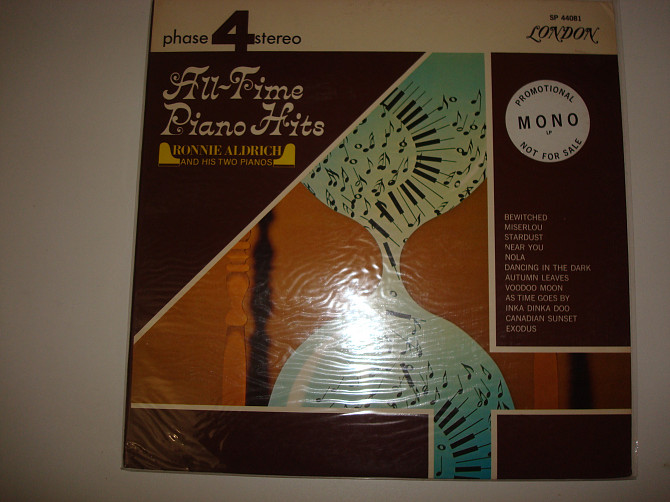 phase 4 stereo
SP 44081
LONDON
All-Time
Piano Hits
RONNIE ALDRICH
AND HIS TWO PIANOS
PROMOTIONAL
MONO
LP
NOT FOR SALE
BEWITCHED
MISERLOU
STARDUST
NEAR YOU
NOLA
DANCING IN THE DARK
AUTUMN LEAVES
VOODOO MOON
AS TIME GOES BY
INKA DINKA DOO
CANADIAN SUNSET
EXODUS